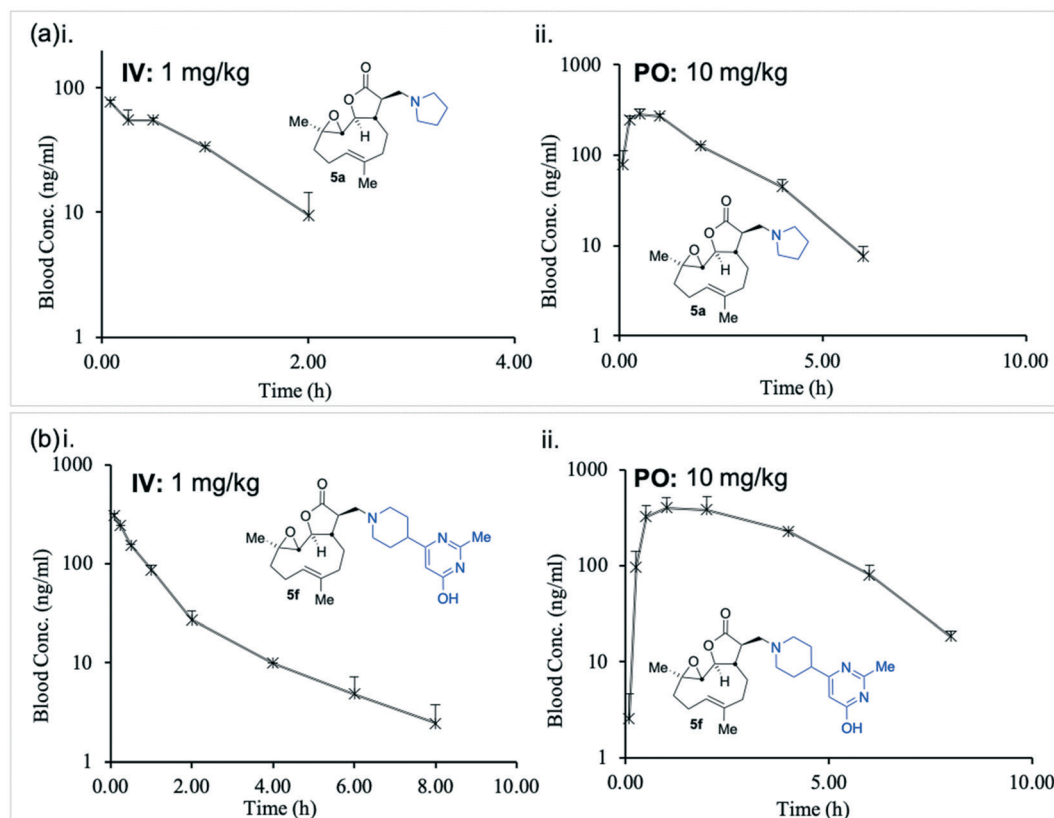 (a)i.
IV: 1 mg/kg
Blood Conc. (ng/ml)
100
10
1
0.00 2.00 4.00
Time (h)
O
O
O
Me
H
N
5a
Me
ii.
PO: 10 mg/kg
Blood Conc. (ng/ml)
1000
100
10
1
0.00 5.00 10.00
Time (h)
O
O
O
Me
H
N
5a
Me
(b)i.
IV: 1 mg/kg
Blood Conc. (ng/ml)
1000
100
10
1
0.00 2.00 4.00 6.00 8.00 10.00
Time (h)
O
O
O
Me
H
N
N
Me
N
5f
Me
OH
ii.
PO: 10 mg/kg
Blood Conc. (ng/ml)
1000
100
10
1
0.00 5.00 10.00
Time (h)
O
O
O
Me
H
N
N
Me
N
5f
Me
OH